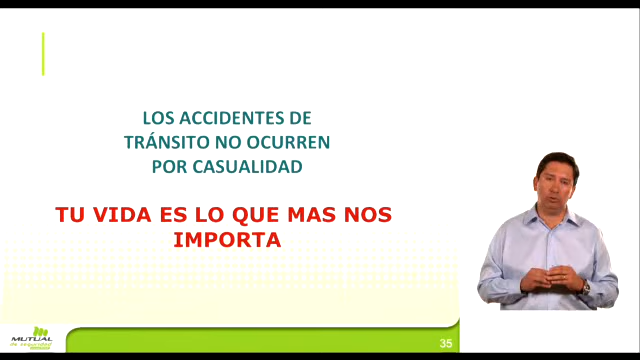 LOS ACCIDENTES DE
TRÁNSITO NO OCURREN
POR CASUALIDAD
TU VIDA ES LO QUE MAS NOS
IMPORTA
MUTUAL
de seguridad
35